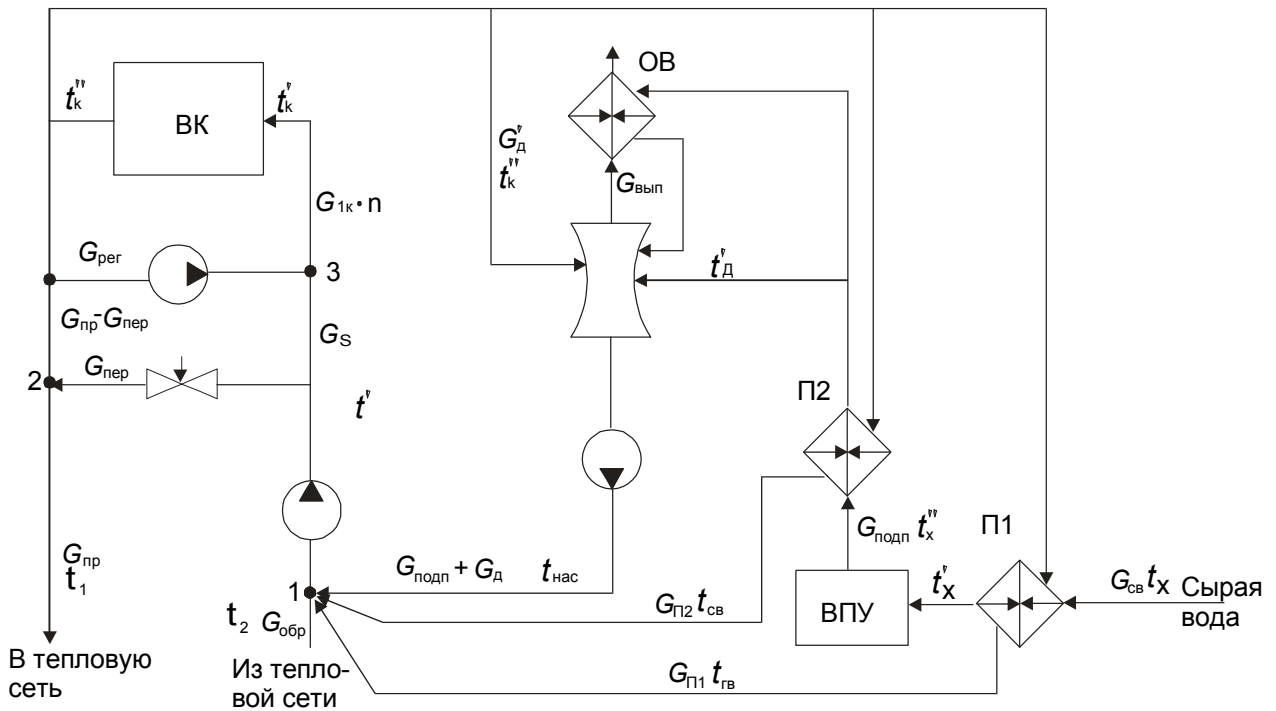 ОВ
t''k
t'k
ВК
G'д
t''k
Gвып
G1к•n
Gрег
3
t'Д
Gпр-Gпер
GS
2
Gпер
t'
П2
Gподп t''х
П1
Gпр
t1
Gподп + Gд
tнас
1
t2 Gобр
GП2 tсв
ВПУ
t'Х
Gсв tХ
Сырая
вода
В тепловую
сеть
Из тепло-
вой сети
GП1 tгв